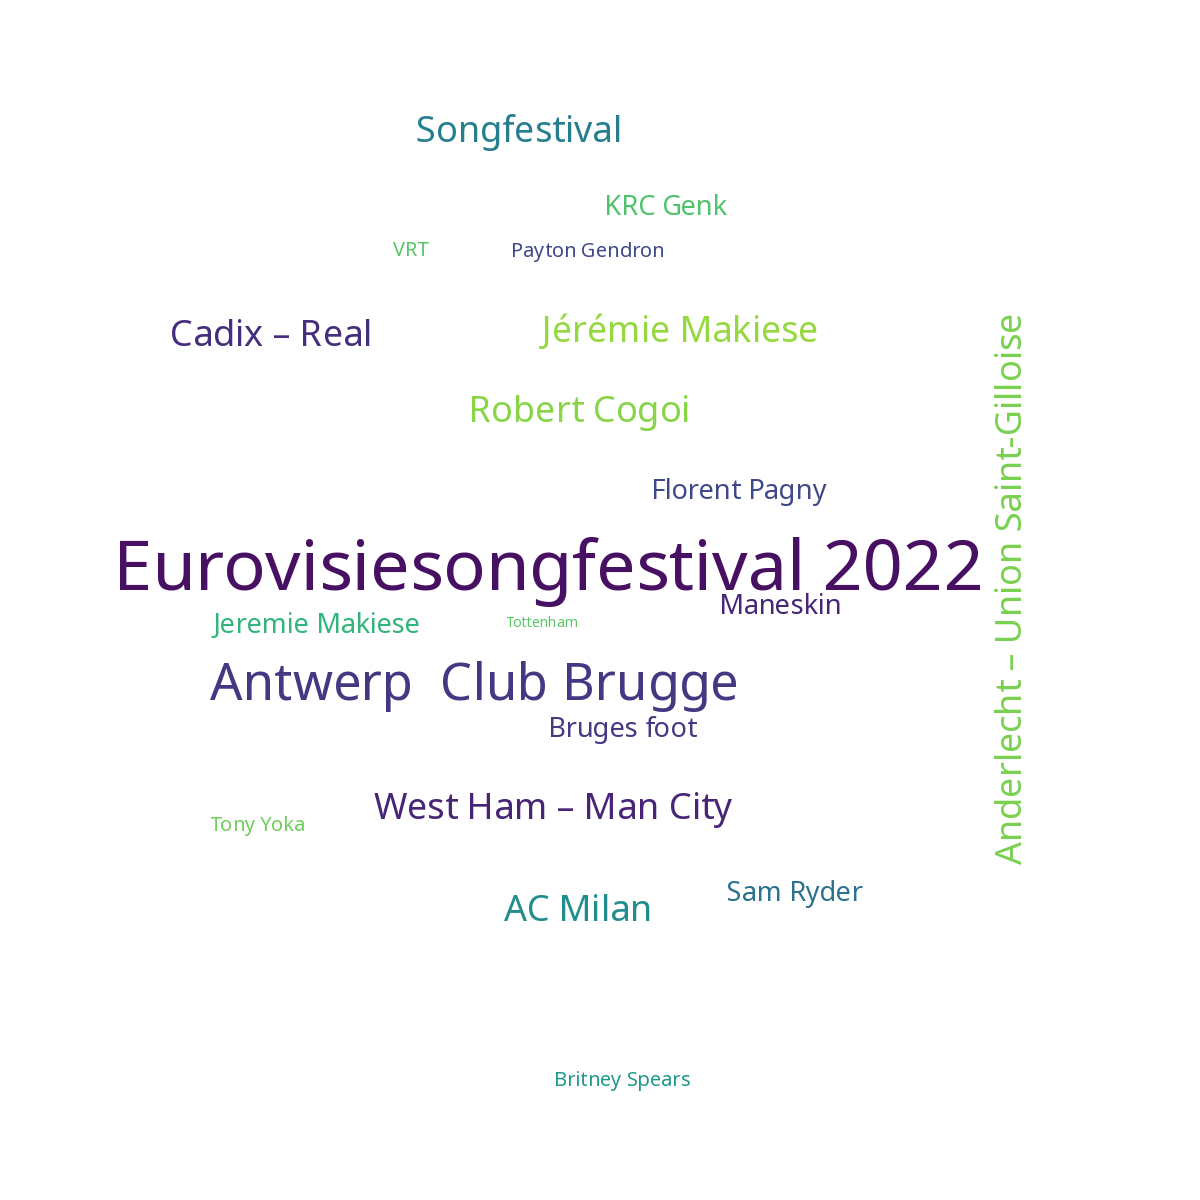 Songfestival
KRC Genk
VRT
Payton Gendron
Cadix – Real
Jérémie Makiese
Robert Cogoi
Florent Pagny
Eurovisiesongfestival 2022
Maneskin
Jeremie Makiese
Tottenham
Antwerp  Club Brugge
Bruges foot
West Ham – Man City
Tony Yoka
Sam Ryder
AC Milan
Britney Spears
Anderlecht – Union Saint-Gilloise